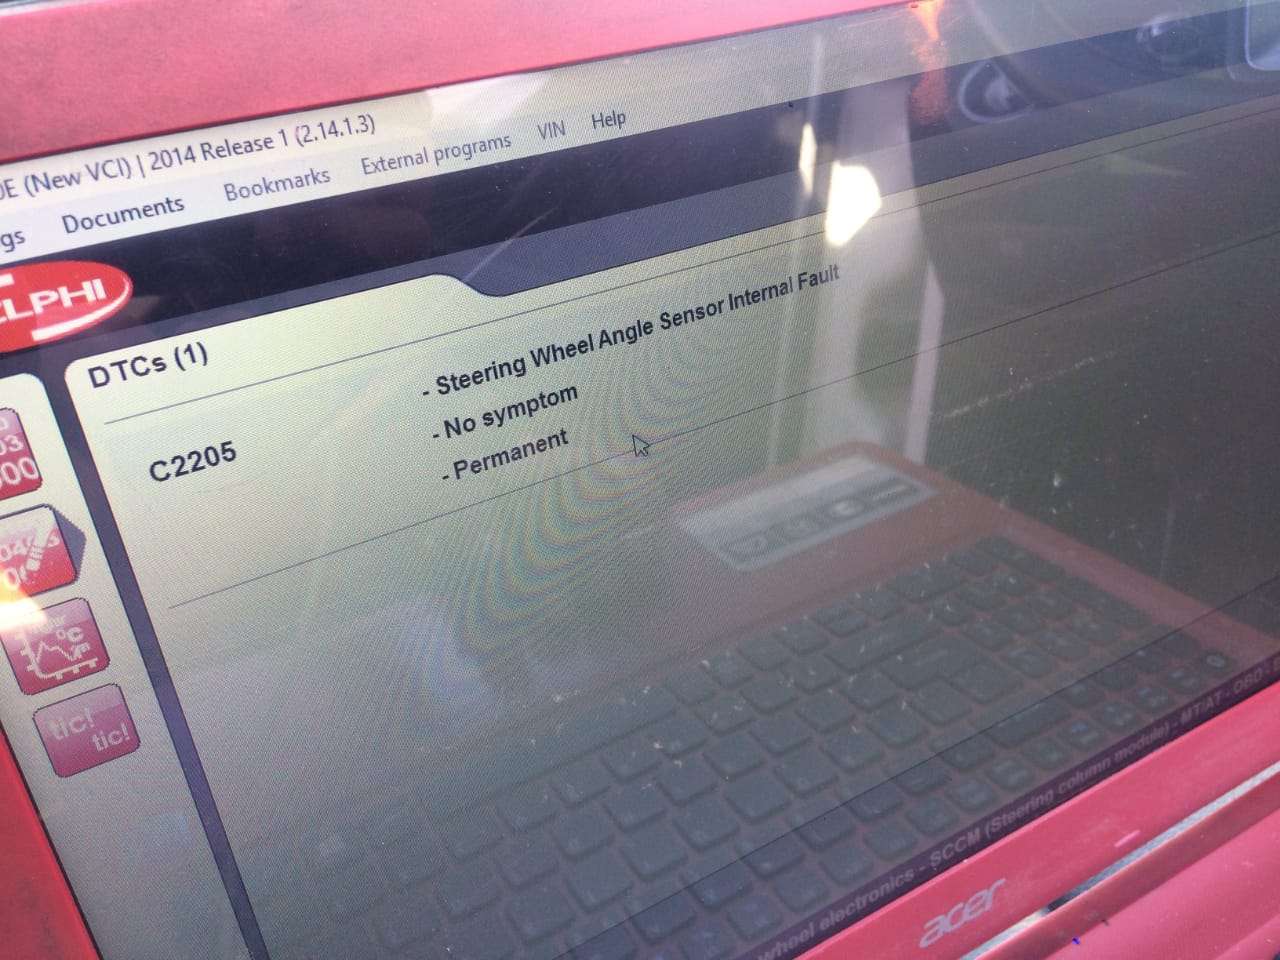 (New VCI) | 2014 Release 1 (2.14.1.3)
gs Documents Bookmarks External programs VIN Help
ELPHI
DTCs (1)
C2205
- Steering Wheel Angle Sensor Internal Fault
- No symptom
- Permanent
°C
tic!
tic!
wheel electronics - SCCM (Steering column module) - MT/AT - OBD
acer